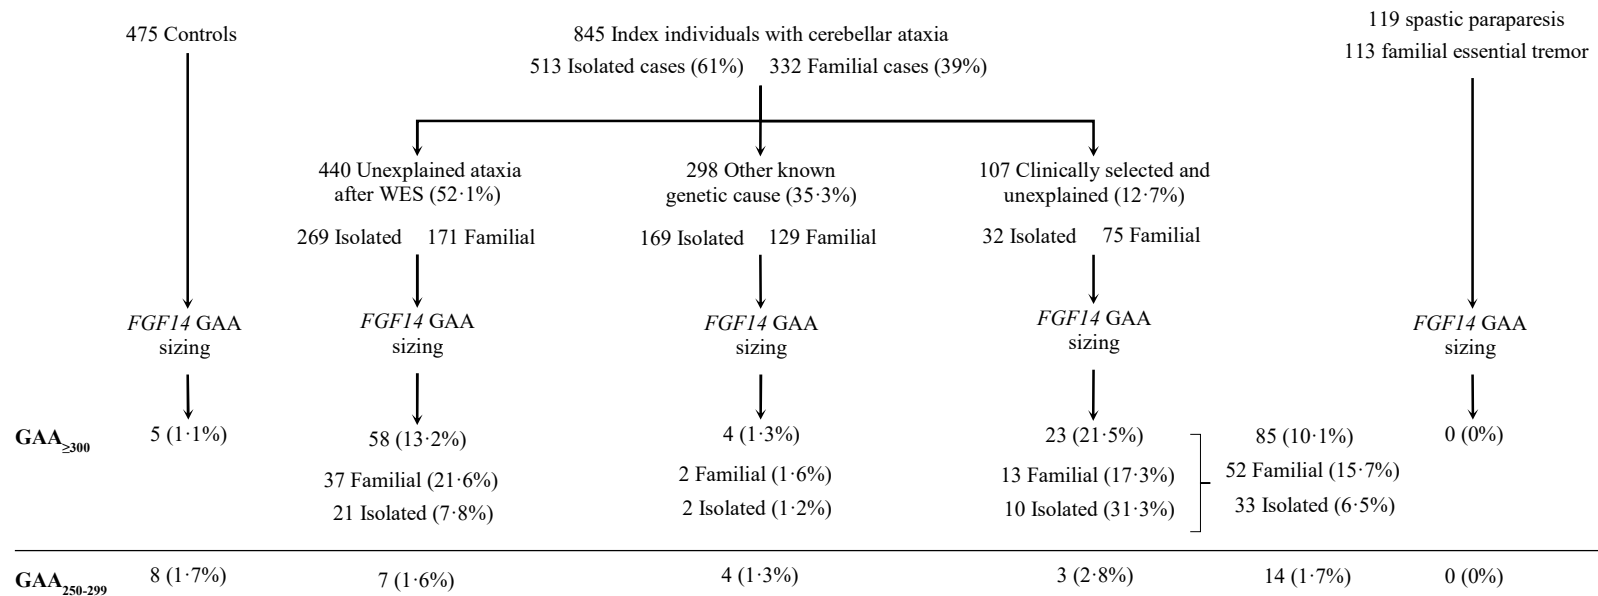 475 Controls
845 Index individuals with cerebellar ataxia
513 Isolated cases (61%) 332 Familial cases (39%)
119 spastic paraparesis
113 familial essential tremor
440 Unexplained ataxia
after WES (52·1%)
269 Isolated 171 Familial
298 Other known
genetic cause (35·3%)
169 Isolated 129 Familial
107 Clinically selected and
unexplained (12·7%)
32 Isolated 75 Familial
FGF14 GAA
sizing
FGF14 GAA
sizing
FGF14 GAA
sizing
FGF14 GAA
sizing
FGF14 GAA
sizing
GAA≥300
5 (1·1%)
58 (13·2%)
37 Familial (21·6%)
21 Isolated (7·8%)
4 (1·3%)
2 Familial (1·6%)
2 Isolated (1·2%)
23 (21·5%)
13 Familial (17·3%)
10 Isolated (31·3%)
85 (10·1%)
52 Familial (15·7%)
33 Isolated (6·5%)
0 (0%)
GAA250-299
8 (1·7%)
7 (1·6%)
4 (1·3%)
3 (2·8%)
14 (1·7%)
0 (0%)